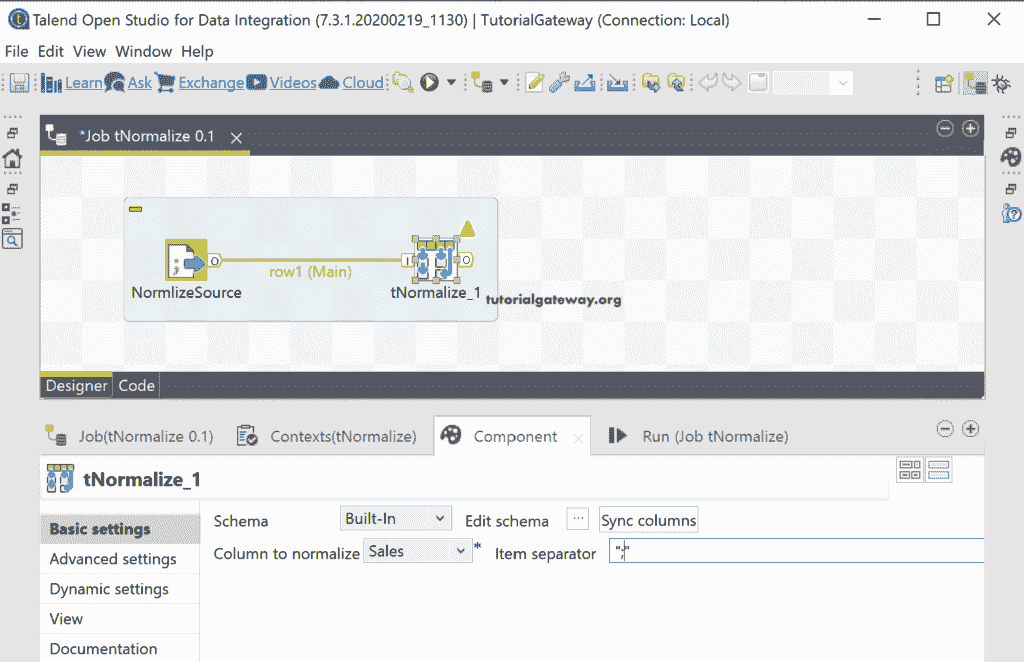 Talend Open Studio for Data Integration (7.3.1.20200219_1130) | TutorialGateway (Connection: Local)
File Edit View Window Help
Learn Ask Exchange Videos Cloud
*Job tNormalize 0.1
row1 (Main)
NormlizeSource
tNormalize_1
tutorialgateway.org
Designer Code
Job(tNormalize 0.1) Contexts(tNormalize) Component Run (Job tNormalize)
tNormalize_1
Basic settings
Schema Built-In Edit schema ... Sync columns
Column to normalize Sales * Item separator ";"
Advanced settings
Dynamic settings
View
Documentation